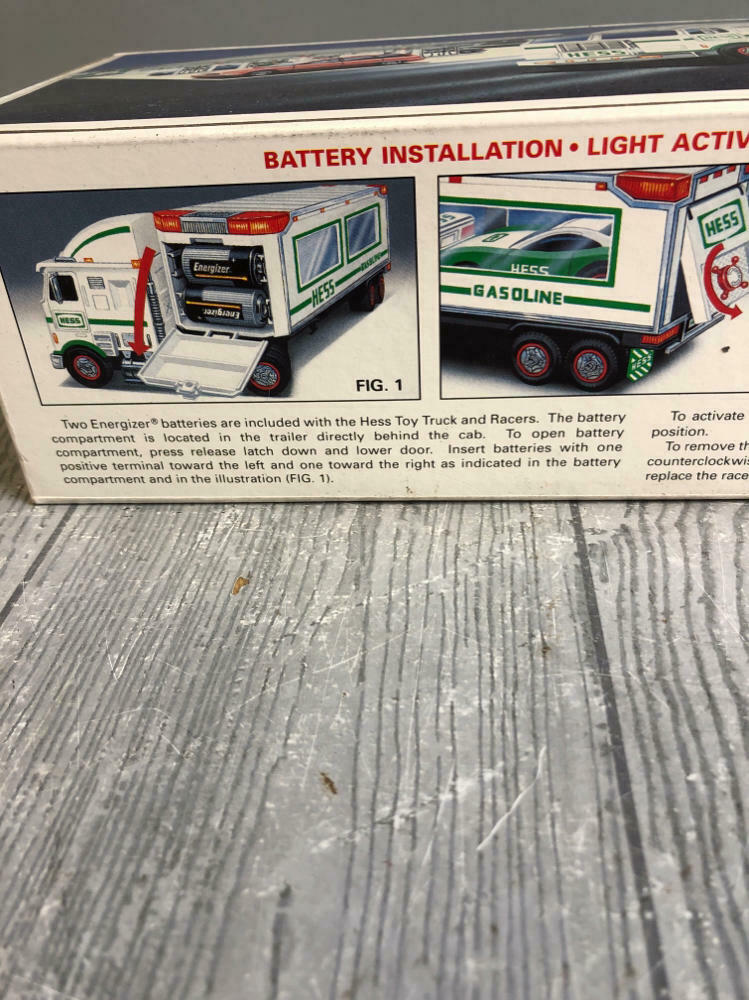 BATTERY INSTALLATION • LIGHT ACTIV
Energizer
Energizer
HESS
HESS
GASOLINE
FIG. 1
HESS
GASOLINE
HESS
Two Energizer® batteries are included with the Hess Toy Truck and Racers. The battery
compartment is located in the trailer directly behind the cab. To open battery
compartment, press release latch down and lower door. Insert batteries with one
positive terminal toward the left and one toward the right as indicated in the battery
compartment and in the illustration (FIG. 1).
To activate
position.
To remove th
counterclockwis
replace the race